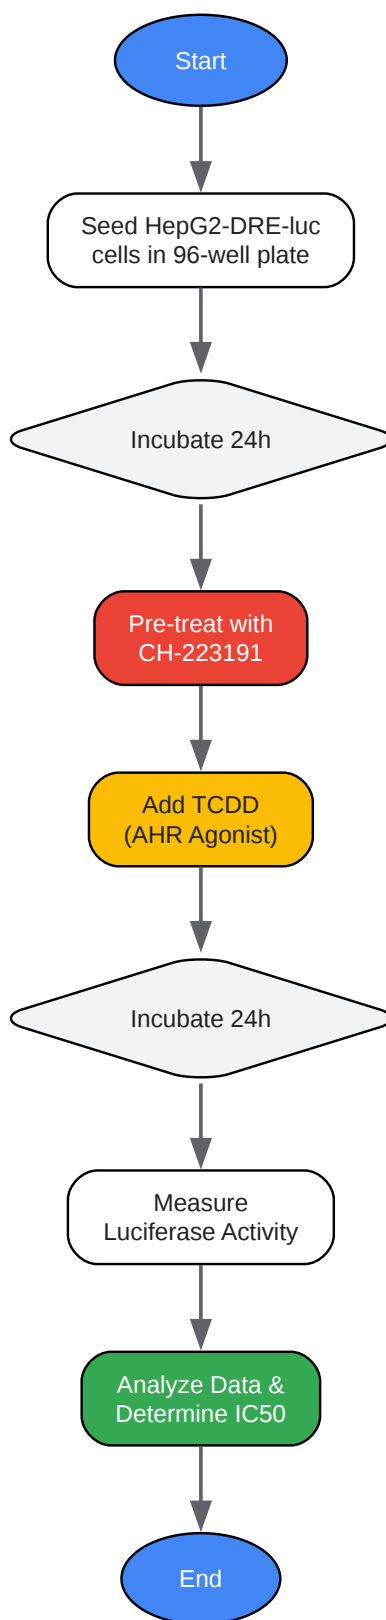 Start
Seed HepG2-DRE-luc
cells in 96-well plate
Incubate 24h
Pre-treat with
CH-223191
Add TCDD
(AHR Agonist)
Incubate 24h
Measure
Luciferase Activity
Analyze Data &
Determine IC50
End